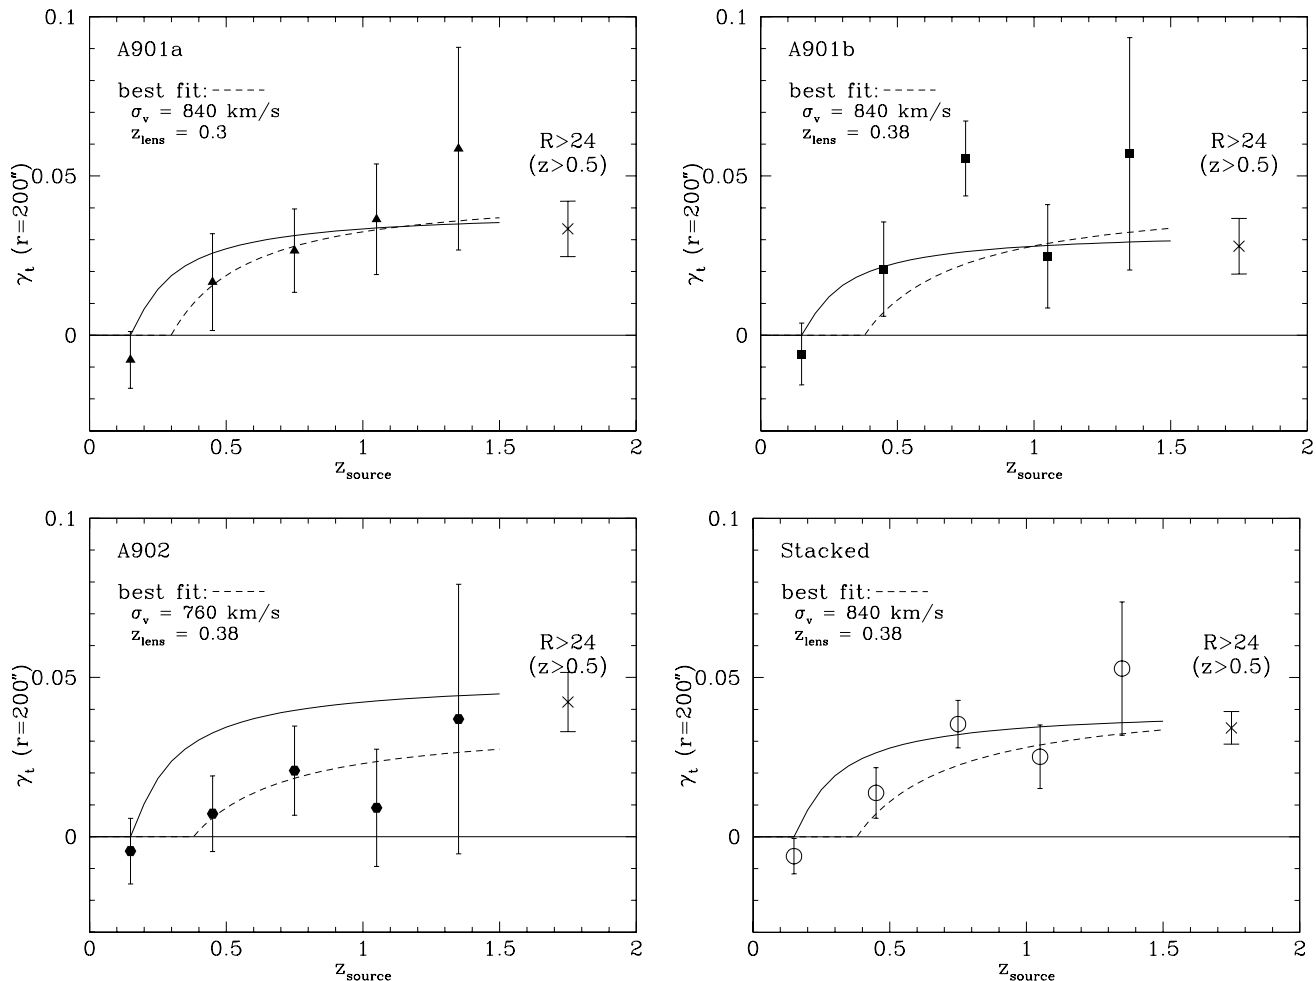 0.1
A901a
best fit:
σv = 840 km/s
zlens = 0.3
R>24
(z>0.5)
0.05
γt (r=200″)
0
0 0.5 1 1.5 2
zsource
0.1
A901b
best fit:
σv = 840 km/s
zlens = 0.38
R>24
(z>0.5)
0.05
γt (r=200″)
0
0 0.5 1 1.5 2
zsource
0.1
A902
best fit:
σv = 760 km/s
zlens = 0.38
R>24
(z>0.5)
0.05
γt (r=200″)
0
0 0.5 1 1.5 2
zsource
0.1
Stacked
best fit:
σv = 840 km/s
zlens = 0.38
R>24
(z>0.5)
0.05
γt (r=200″)
0
0 0.5 1 1.5 2
zsource